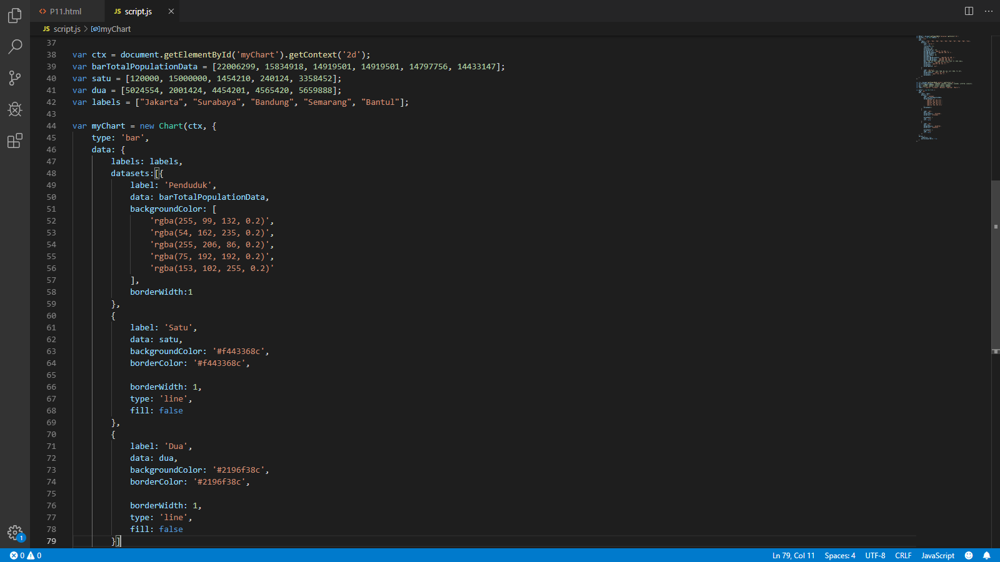 P11.html
JS script.js
JS script.js > myChart
37
38 var ctx = document.getElementById('myChart').getContext('2d');
39 var barTotalPopulationData = [22006299, 15834918, 14919501, 14919501, 14797756, 14433147];
40 var satu = [120000, 15000000, 1454210, 240124, 3358452];
41 var dua = [5024554, 2001424, 4454201, 4565420, 5659888];
42 var labels = ["Jakarta", "Surabaya", "Bandung", "Semarang", "Bantul"];
43
44 var myChart = new Chart(ctx, {
45 type: 'bar',
46 data: {
47 labels: labels,
48 datasets:[{
49 label: 'Penduduk',
50 data: barTotalPopulationData,
51 backgroundColor: [
52 'rgba(255, 99, 132, 0.2)',
53 'rgba(54, 162, 235, 0.2)',
54 'rgba(255, 206, 86, 0.2)',
55 'rgba(75, 192, 192, 0.2)',
56 'rgba(153, 102, 255, 0.2)'
57 ],
58 borderWidth:1
59 },
60 {
61 label: 'Satu',
62 data: satu,
63 backgroundColor: '#f443368c',
64 borderColor: '#f443368c',
65
66 borderWidth: 1,
67 type: 'line',
68 fill: false
69 },
70 {
71 label: 'Dua',
72 data: dua,
73 backgroundColor: '#2196f38c',
74 borderColor: '#2196f38c',
75
76 borderWidth: 1,
77 type: 'line',
78 fill: false
79 }]
1
0 0 Ln 79, Col 11 Spaces: 4 UTF-8 CRLF JavaScript